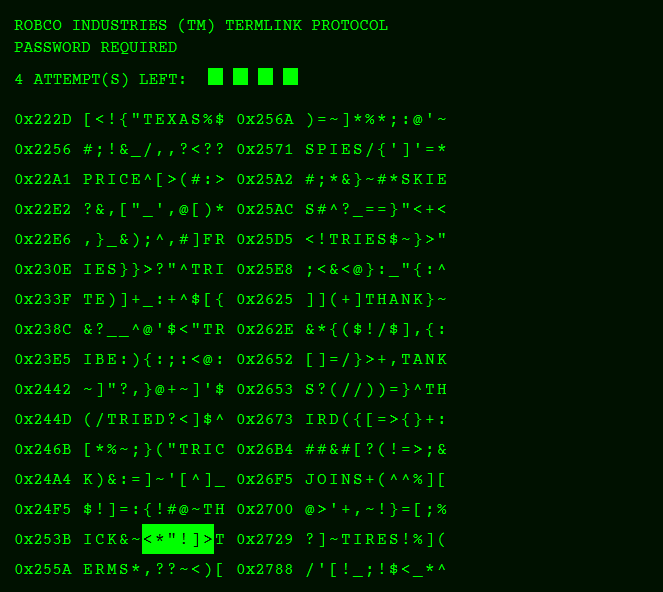 ROBCO INDUSTRIES (TM) TERMLINK PROTOCOL
PASSWORD REQUIRED
4 ATTEMPT(S) LEFT:
0x222D [<!{"TEXAS%$ 0x256A )=~]*%*;:@'~
0x2256 #;!&_/,,?<?? 0x2571 SPIES/{']'=*
0x22A1 PRICE^[>(#:> 0x25A2 #;*&}~#*SKIE
0x22E2 ?&,["_',@[)* 0x25AC S#^?_==}"<+<
0x22E6 ,}_&);^,#]FR 0x25D5 <!TRIES$~}>"
0x230E IES}}>?"^TRI 0x25E8 ;<&<@}:_"{:^
0x233F TE)]+_:+^$[{ 0x2625 ]](+]THANK}~
0x238C &?__^@'$<"TR 0x262E &*{($!/$],{:
0x23E5 IBE:){:;:<@: 0x2652 []=/}>+,TANK
0x2442 ~]"?,}@+~]'$ 0x2653 S?(//))=}^TH
0x244D (/TRIED?<]$^ 0x2673 IRD({[=>{}+:
0x246B [*%~;}("TRIC 0x26B4 ##&#[?(!=>;&
0x24A4 K)&:=]~'[^]_ 0x26F5 JOINS+(^^%][
0x24F5 $!]=:{!#@~TH 0x2700 @>'+,~!}=[;%
0x253B ICK&~<*"!]>T 0x2729 ?]~TIRES!%](
0x255A ERMS*,??~<)[ 0x2788 /'[!_;!$<_*^